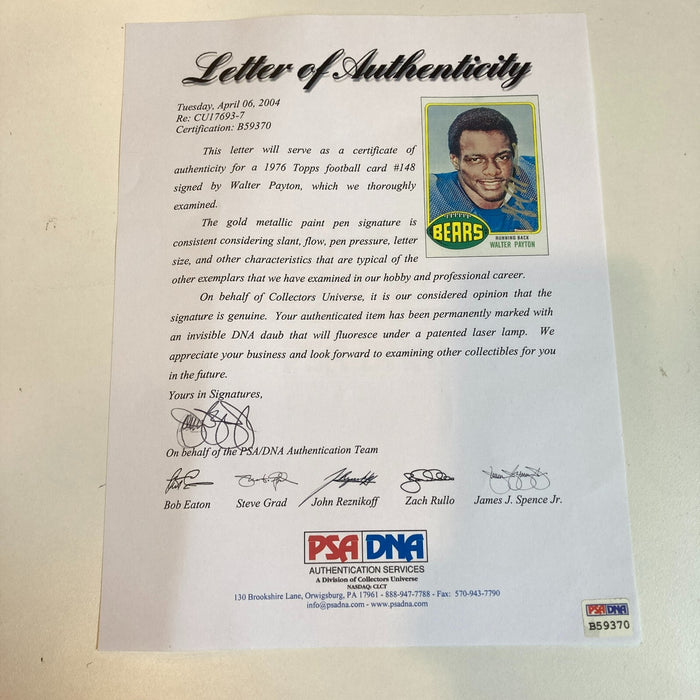 Letter of Authenticity
Tuesday, April 06, 2004
Re: CU17693-7
Certification: B59370
This letter will serve as a certificate of
authenticity for a 1976 Topps football card #148
signed by Walter Payton, which we thoroughly
examined.
BEARS
RUNNING BACK
WALTER PAYTON
The gold metallic paint pen signature is
consistent considering slant, flow, pen pressure, letter
size, and other characteristics that are typical of the
other exemplars that we have examined in our hobby and professional career.
On behalf of Collectors Universe, it is our considered opinion that the
signature is genuine. Your authenticated item has been permanently marked with
an invisible DNA daub that will fluoresce under a patented laser lamp. We
appreciate your business and look forward to examining other collectibles for you
in the future.
Yours in Signatures,
On behalf of the PSA/DNA Authentication Team
Bob Eaton Steve Grad John Reznikoff Zach Rullo James J. Spence Jr.
PSA DNA
AUTHENTICATION SERVICES
A Division of Collectors Universe
NASDAQ: CLCT
130 Brookshire Lane, Orwigsburg, PA 17961 - 888-947-7788 - Fax: 570-943-7790
info@psadna.com - www.psadna.com
PSA DNA
B59370